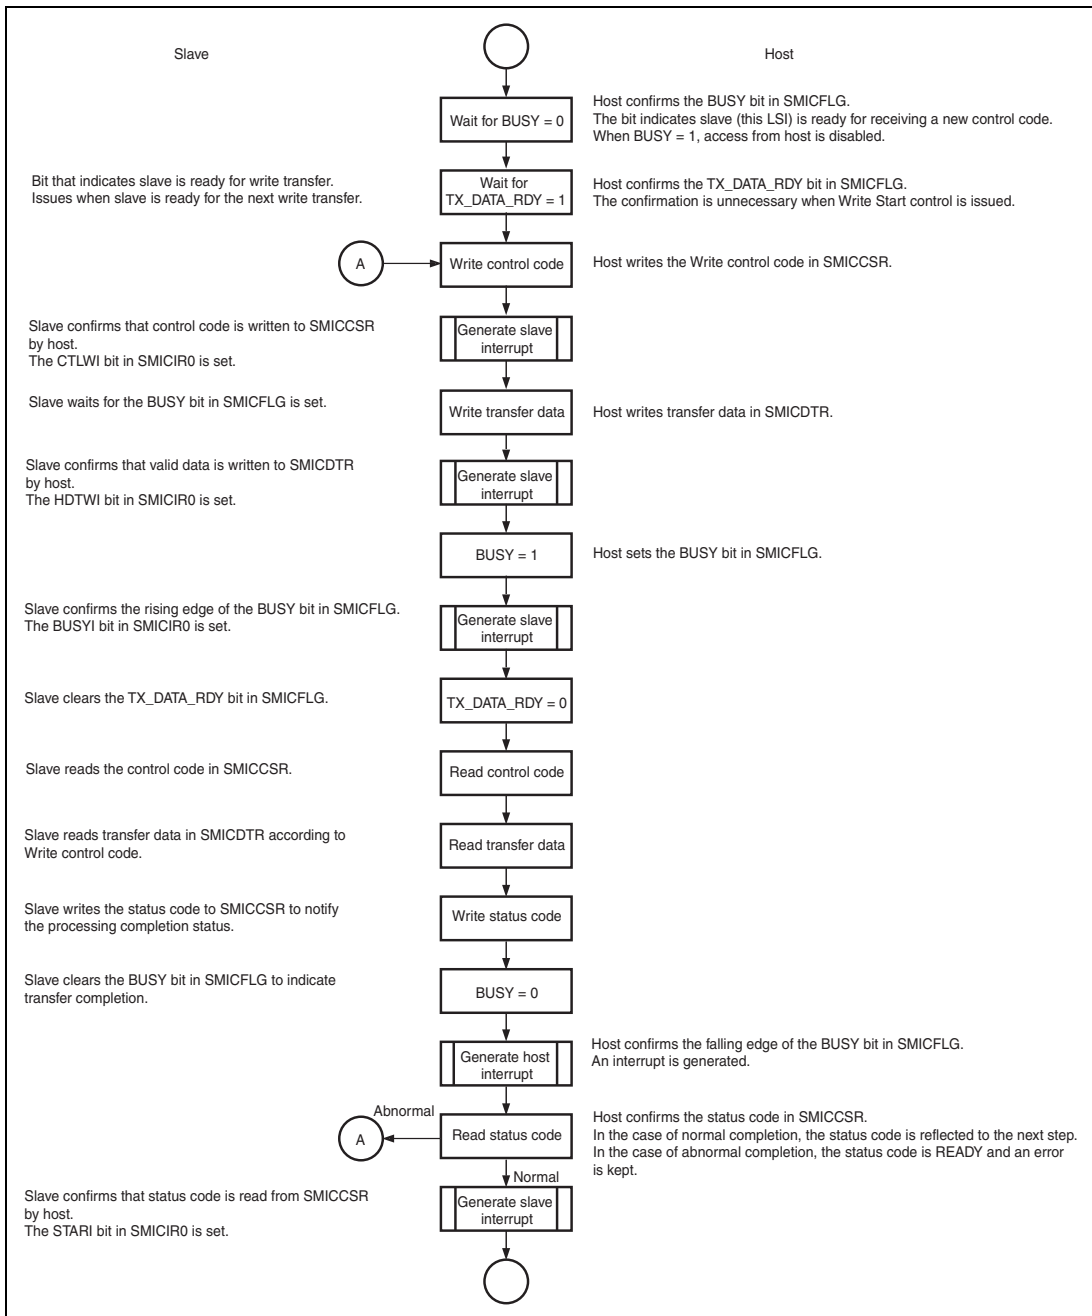 Slave
Host
Wait for BUSY = 0
Host confirms the BUSY bit in SMICFLG.
The bit indicates slave (this LSI) is ready for receiving a new control code.
When BUSY = 1, access from host is disabled.
Bit that indicates slave is ready for write transfer.
Issues when slave is ready for the next write transfer.
Wait for
TX_DATA_RDY = 1
Host confirms the TX_DATA_RDY bit in SMICFLG.
The confirmation is unnecessary when Write Start control is issued.
A
Write control code
Host writes the Write control code in SMICCSR.
Slave confirms that control code is written to SMICCSR
by host.
The CTLWI bit in SMICIR0 is set.
Generate slave
interrupt
Slave waits for the BUSY bit in SMICFLG is set.
Write transfer data
Host writes transfer data in SMICDTR.
Slave confirms that valid data is written to SMICDTR
by host.
The HDTWI bit in SMICIR0 is set.
Generate slave
interrupt
BUSY = 1
Host sets the BUSY bit in SMICFLG.
Slave confirms the rising edge of the BUSY bit in SMICFLG.
The BUSYI bit in SMICIR0 is set.
Generate slave
interrupt
Slave clears the TX_DATA_RDY bit in SMICFLG.
TX_DATA_RDY = 0
Slave reads the control code in SMICCSR.
Read control code
Slave reads transfer data in SMICDTR according to
Write control code.
Read transfer data
Slave writes the status code to SMICCSR to notify
the processing completion status.
Write status code
Slave clears the BUSY bit in SMICFLG to indicate
transfer completion.
BUSY = 0
Generate host
interrupt
Host confirms the falling edge of the BUSY bit in SMICFLG.
An interrupt is generated.
Abnormal
A
Read status code
Host confirms the status code in SMICCSR.
In the case of normal completion, the status code is reflected to the next step.
In the case of abnormal completion, the status code is READY and an error
is kept.
Normal
Slave confirms that status code is read from SMICCSR
by host.
The STARI bit in SMICIR0 is set.
Generate slave
interrupt